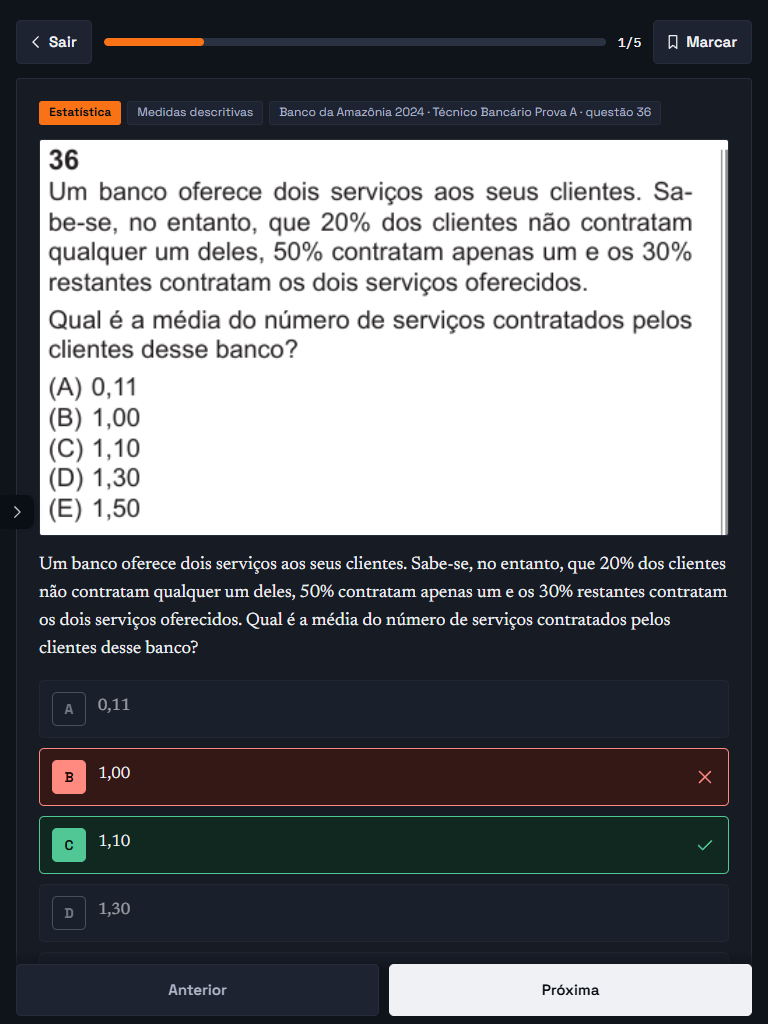 Sair
1/5
Marcar
Estatística
Medidas descritivas
Banco da Amazônia 2024 · Técnico Bancário Prova A · questão 36
36
Um banco oferece dois serviços aos seus clientes. Sa-
be-se, no entanto, que 20% dos clientes não contratam
qualquer um deles, 50% contratam apenas um e os 30%
restantes contratam os dois serviços oferecidos.
Qual é a média do número de serviços contratados pelos
clientes desse banco?
(A) 0,11
(B) 1,00
(C) 1,10
(D) 1,30
(E) 1,50
Um banco oferece dois serviços aos seus clientes. Sabe-se, no entanto, que 20% dos clientes
não contratam qualquer um deles, 50% contratam apenas um e os 30% restantes contratam
os dois serviços oferecidos. Qual é a média do número de serviços contratados pelos
clientes desse banco?
A 0,11
B 1,00
C 1,10
D 1,30
Anterior
Próxima